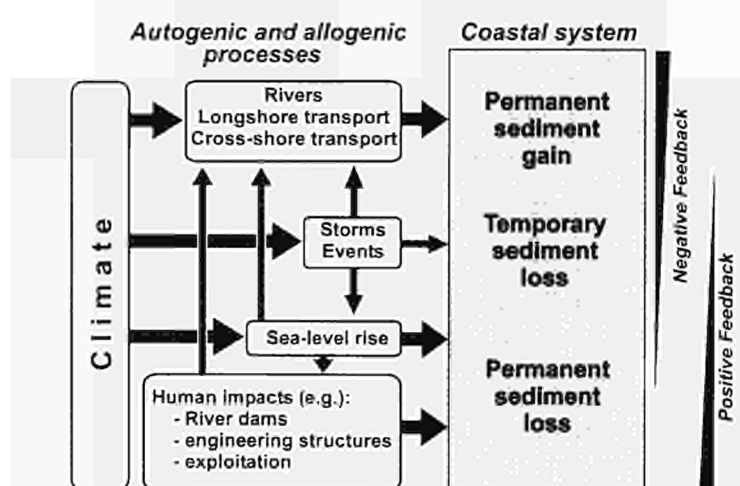 Autogenic and allogenic
processes
Coastal system
Climate
Rivers
Longshore transport
Cross-shore transport
Storms
Events
Sea-level rise
Human impacts (e.g.):
- River dams
- engineering structures
- exploitation
Permanent
sediment
gain
Temporary
sediment
loss
Permanent
sediment
loss
Negative Feedback
Positive Feedback